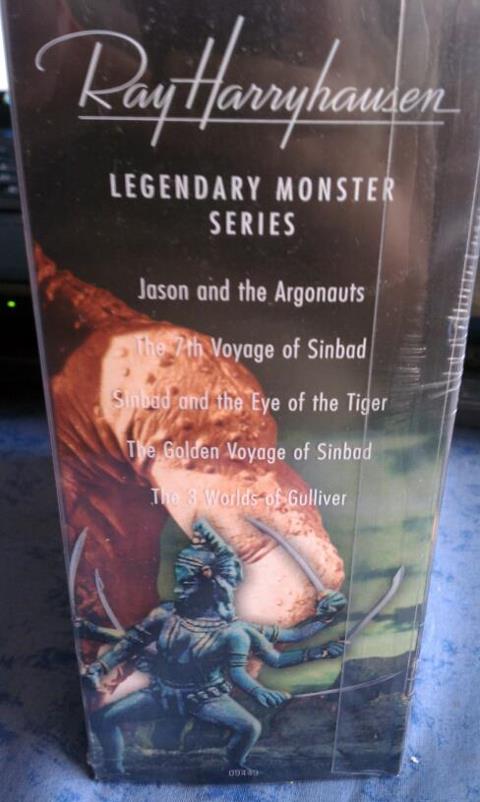 Ray Harryhausen
LEGENDARY MONSTER
SERIES
Jason and the Argonauts
The 7th Voyage of Sinbad
Sinbad and the Eye of the Tiger
The Golden Voyage of Sinbad
The 3 Worlds of Gulliver
09449